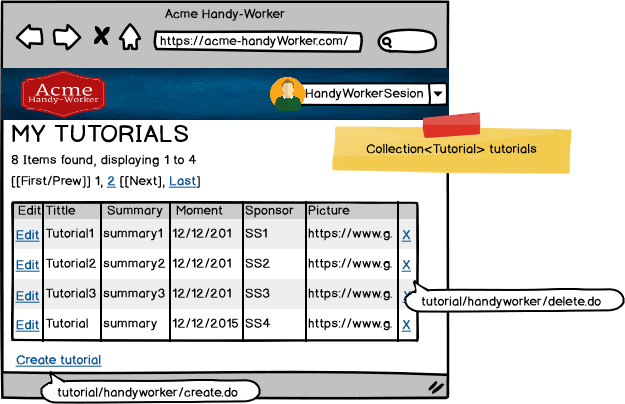 Acme Handy-Worker
https://acme-handyWorker.com/
Acme
Handy-Worker
HandyWorkerSesion
MY TUTORIALS
Collection<Tutorial> tutorials
8 Items found, displaying 1 to 4
[[First/Prew]] 1, 2 [[Next], Last]
Edit Tittle Summary Moment Sponsor Picture
Edit Tutorial1 summary1 12/12/201 SS1 https://www.g. X
Edit Tutorial2 summary2 12/12/201 SS2 https://www.g. X
Edit Tutorial3 summary3 12/12/201 SS3 https://www.g. X
tutorial/handyworker/delete.do
Edit Tutorial summary 12/12/2015 SS4 https://www.g. X
Create tutorial
tutorial/handyworker/create.do